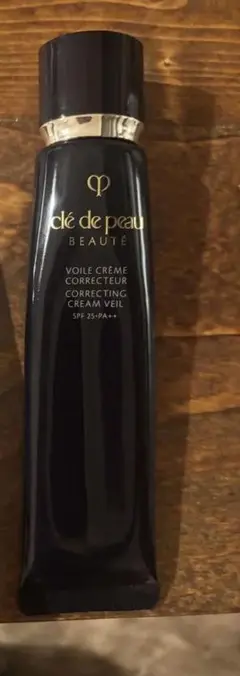 clé de peau
BEAUTÉ
VOILE CRÈME
CORRECTEUR
CORRECTING
CREAM VEIL
SPF 25•PA++